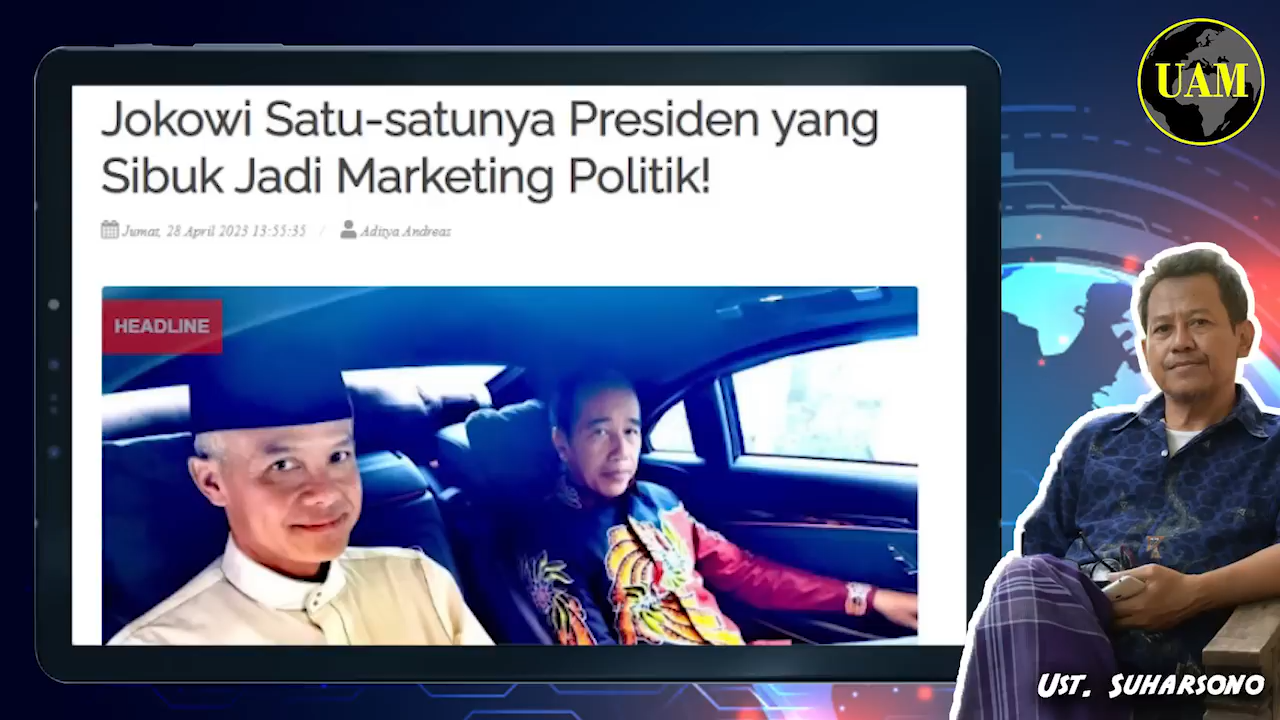 Jokowi Satu-satunya Presiden yang
Sibuk Jadi Marketing Politik!
Jumat, 28 April 2023 13:55:35 / Aditya Andreas
HEADLINE
UAM
UST. SUHARSONO